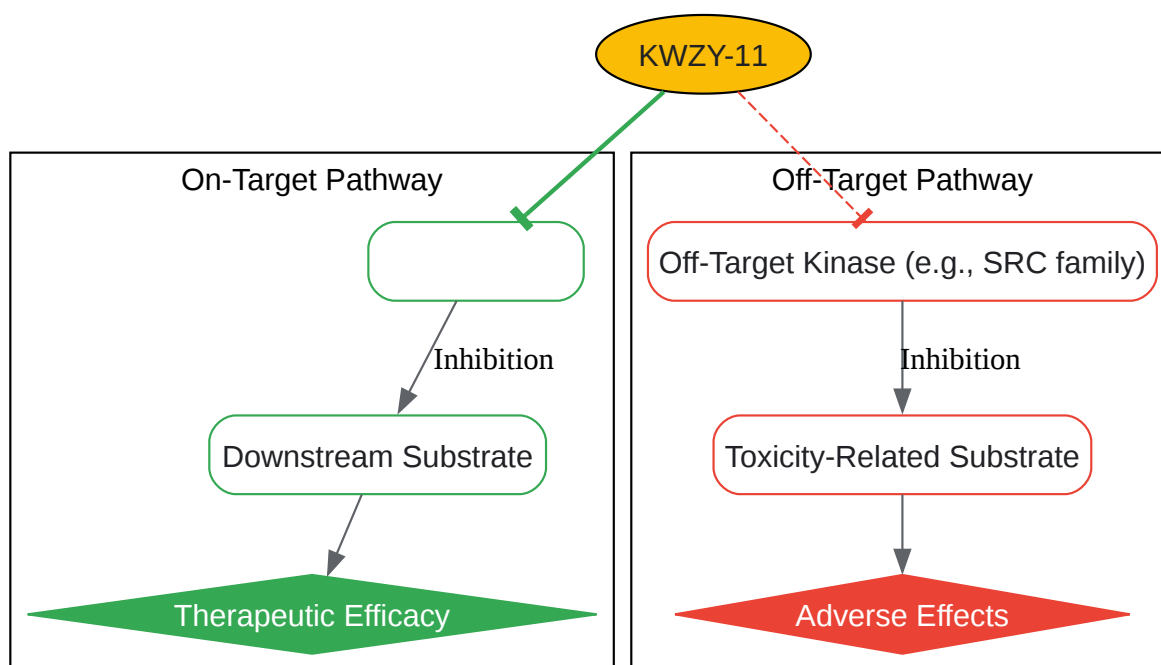 KWZY-11
On-Target Pathway
Off-Target Pathway
Off-Target Kinase (e.g., SRC family)
Inhibition
Inhibition
Downstream Substrate
Toxicity-Related Substrate
Therapeutic Efficacy
Adverse Effects